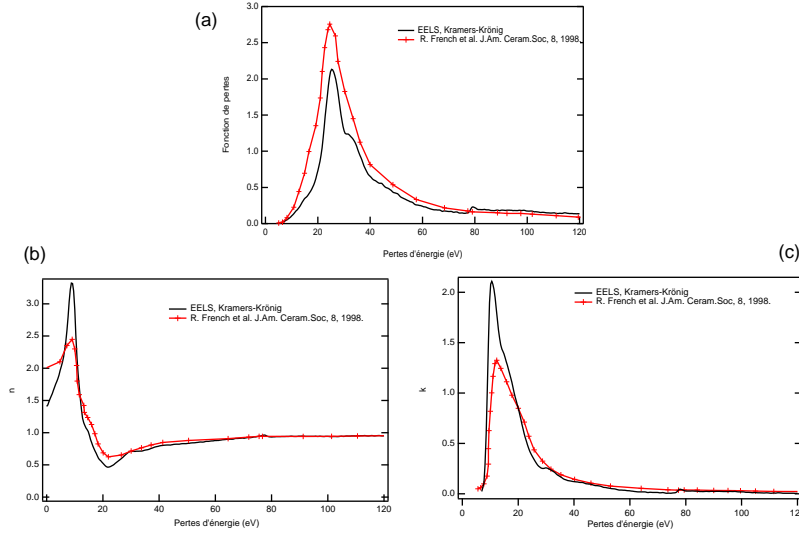 (a)
3.0
2.5
2.0
1.5
1.0
0.5
0.0
Fonction de pertes
EELS, Kramers-Krönig
R. French et al. J.Am. Ceram.Soc, 8, 1998.
0 20 40 60 80 100 120
Pertes d'énergie (eV)
(b)
3.0
2.5
2.0
1.5
1.0
0.5
0.0
n
EELS, Kramers-Krönig
R. French et al. J.Am. Ceram.Soc, 8, 1998.
0 20 40 60 80 100 120
Pertes d'énergie (eV)
(c)
2.0
1.5
1.0
0.5
0
k
EELS, Kramers-Krönig
R. French et al. J.Am. Ceram.Soc, 8, 1998.
0 20 40 60 80 100 120
Pertes d'énergie (eV)